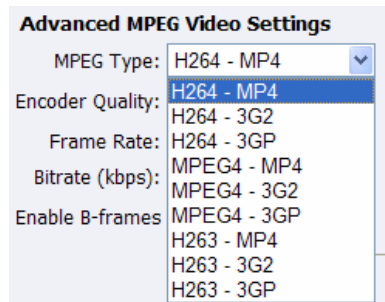 Advanced MPEG Video Settings
MPEG Type: H264 - MP4
H264 - MP4
Encoder Quality: H264 - 3G2
Frame Rate: H264 - 3GP
MPEG4 - MP4
Bitrate (kbps): MPEG4 - 3G2
Enable B-frames MPEG4 - 3GP
H263 - MP4
H263 - 3G2
H263 - 3GP